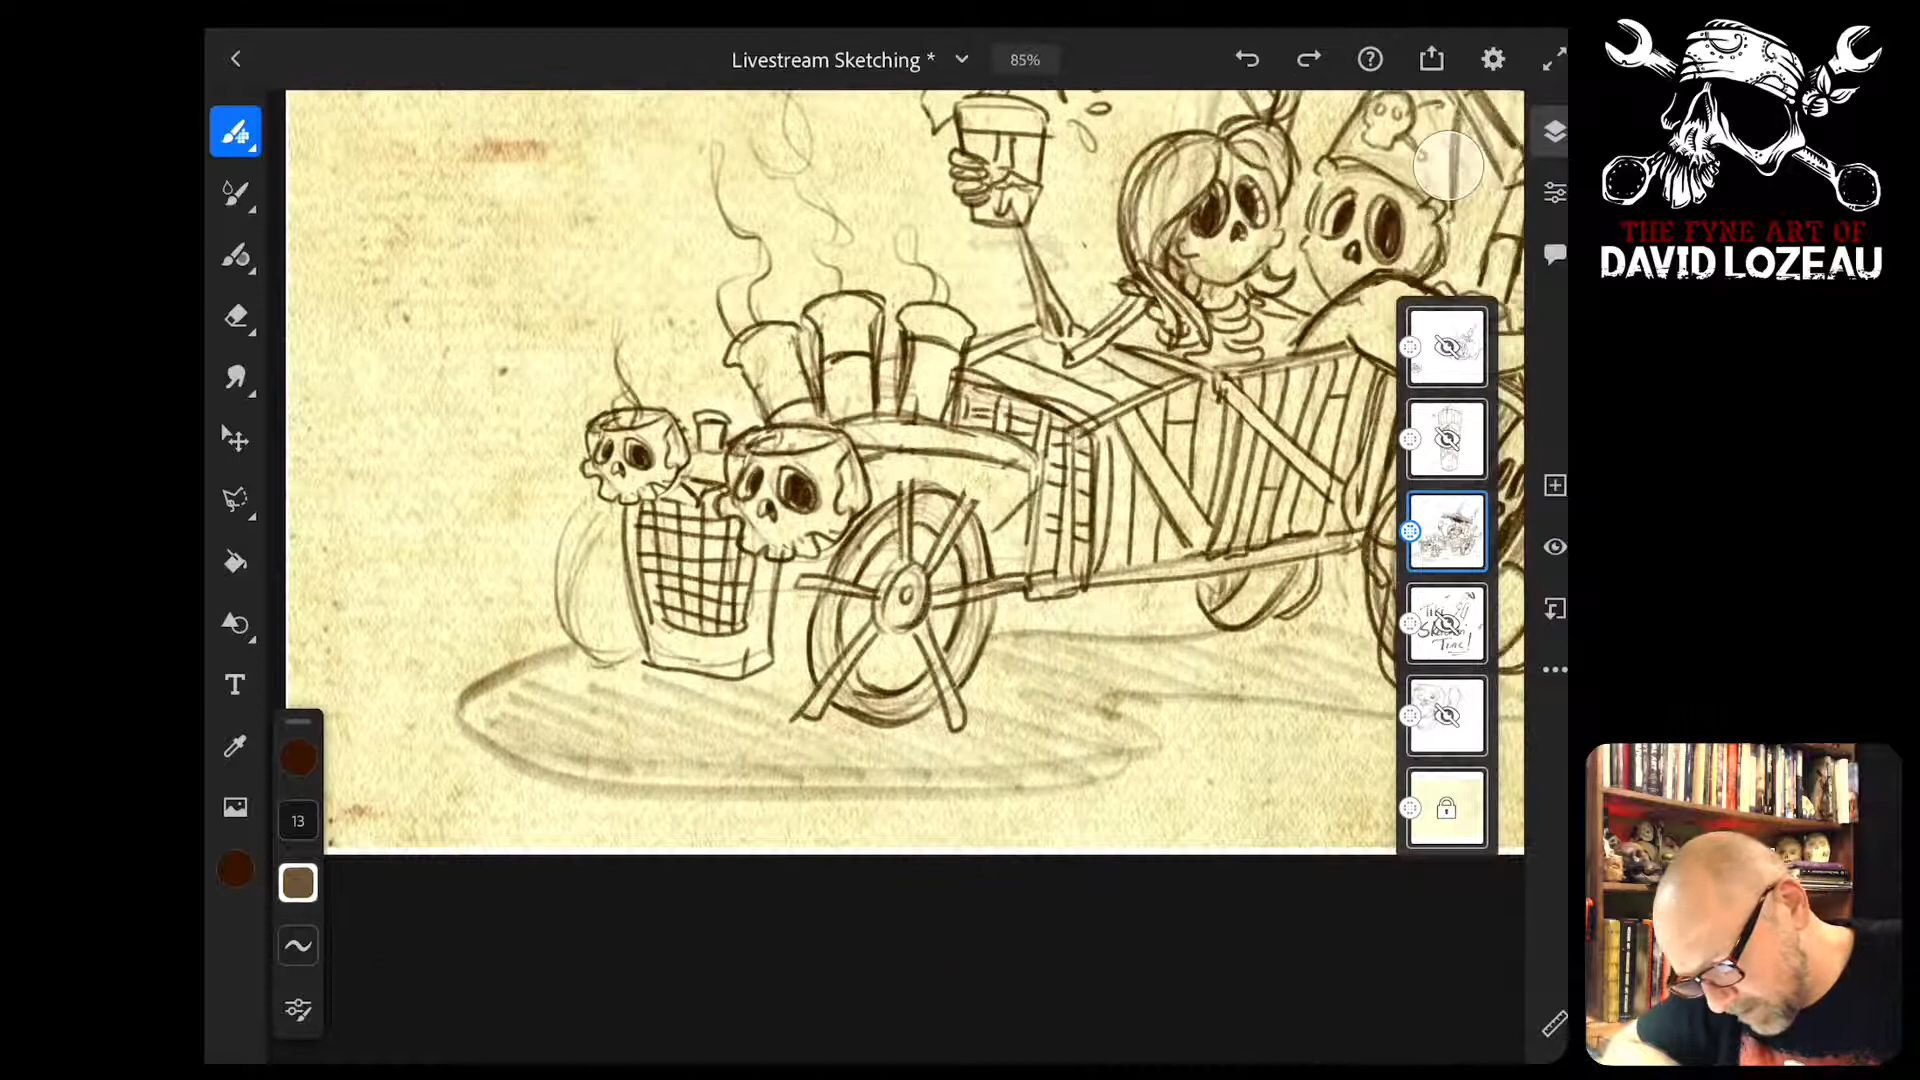 Livestream Sketching *
85%
THE FYNE ART OF
DAVID LOZEAU
T
13